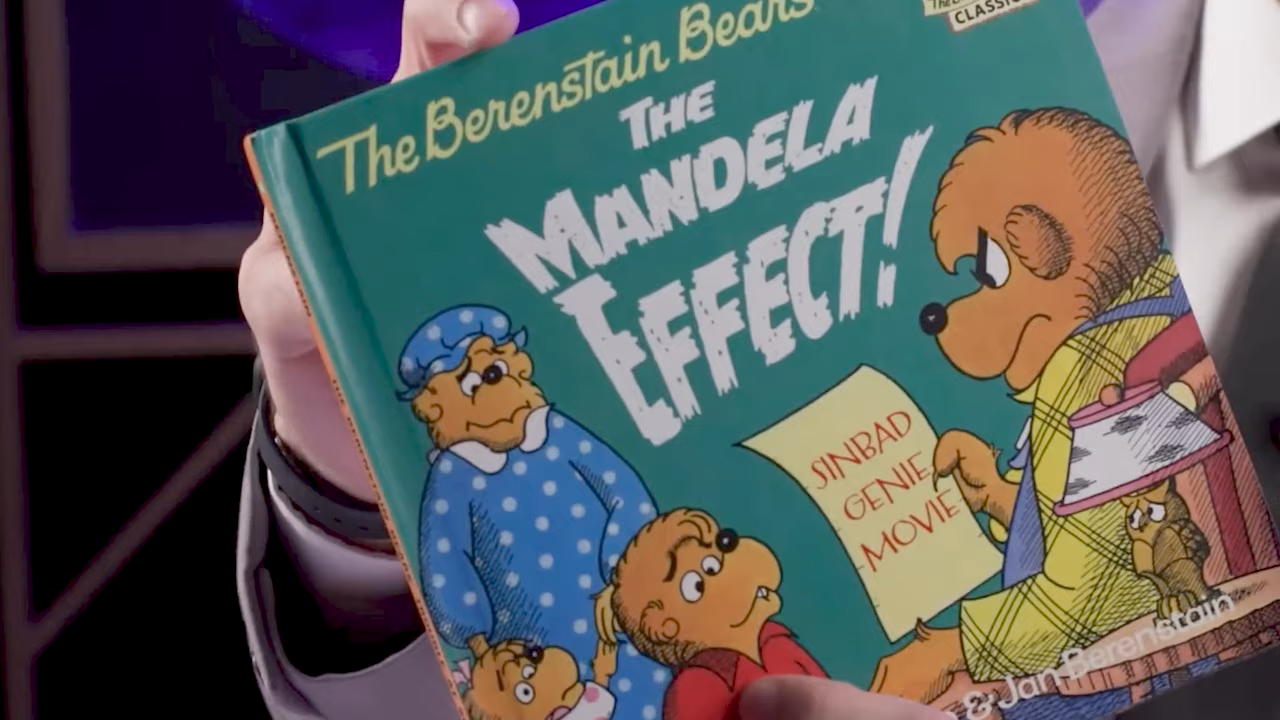 The Berenstain Bears
CLASSIC
THE
MANDELA
EFFECT!
SINBAD
GENIE
MOVIE
& Jan Berenstain